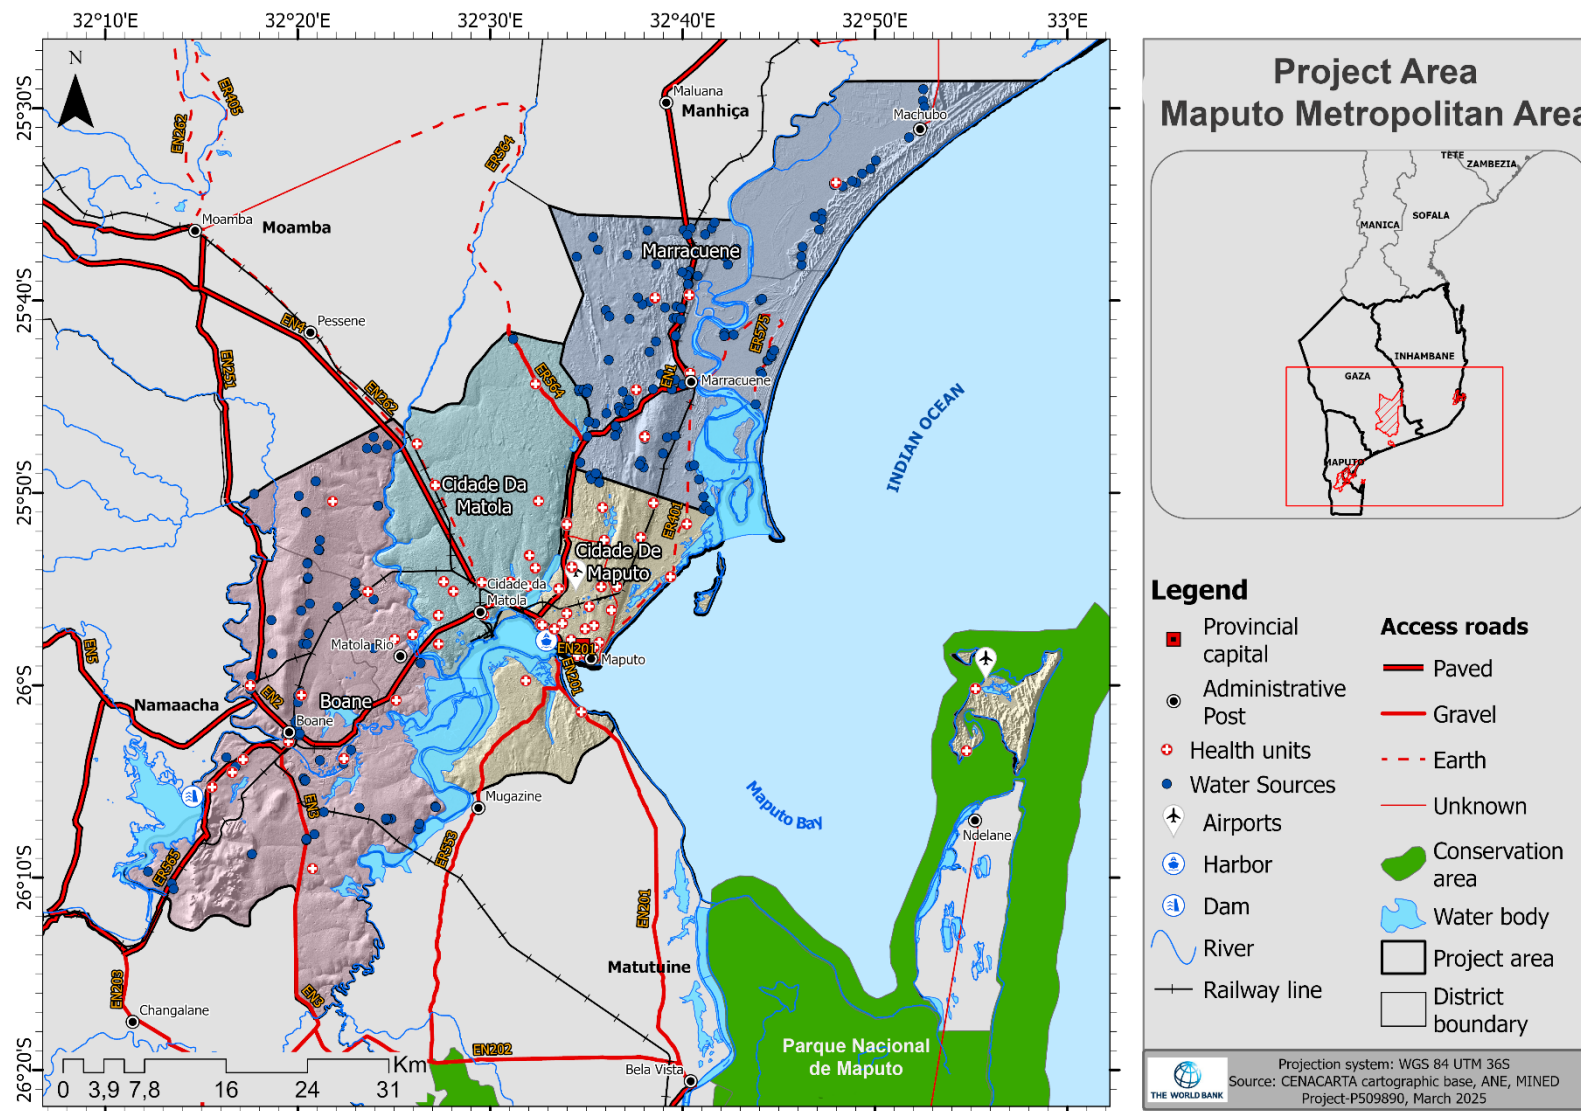 32°10'E
32°20'E
32°30'E
32°40'E
32°50'E
33°E
25°30'S
25°40'S
25°50'S
26°S
26°10'S
26°20'S
N
ER405
EN262
ER564
Maluana
Manhiça
Machubo
Moamba
Moamba
Marracuene
EN4
Pessene
EN251
EN262
ER564
EN1
ER575
Marracuene
INDIAN OCEAN
Cidade Da
Matola
ER401
Cidade De
Maputo
Cidade da
Matola
Matola Rio
EN201
Maputo
EN201
EN5
Namaacha
EN2
Boane
Boane
Mugazine
Maputo Bay
Ndelane
EN3
ER553
ER565
EN201
Matutuine
EN203
Changalane
EN3
EN202
Bela Vista
Parque Nacional
de Maputo
Km
0 3,9 7,8 16 24 31
Project Area
Maputo Metropolitan Area
TETE
ZAMBEZIA
MANICA
SOFALA
INHAMBANE
GAZA
MAPUTO
Legend
Provincial
capital
Administrative
Post
Health units
Water Sources
Airports
Harbor
Dam
River
Railway line
Access roads
Paved
Gravel
Earth
Unknown
Conservation
area
Water body
Project area
District
boundary
THE WORLD BANK
Projection system: WGS 84 UTM 36S
Source: CENACARTA cartographic base, ANE, MINED
Project-P509890, March 2025